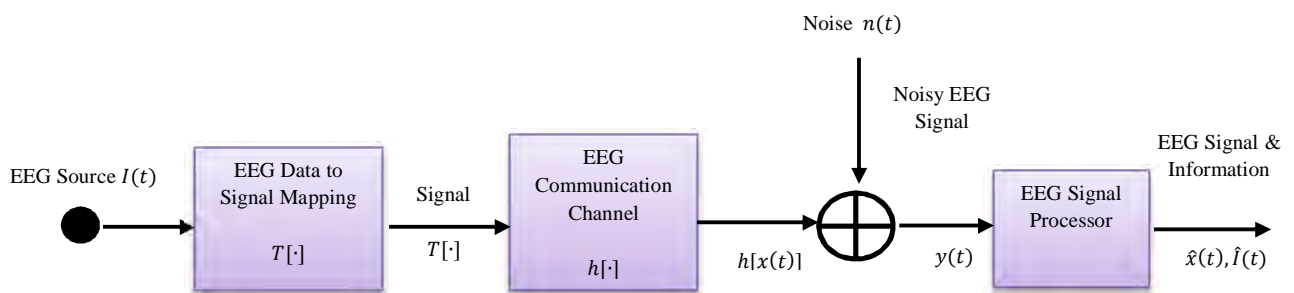 Noise n(t)
Noisy EEG
Signal
EEG Source I(t)
EEG Data to
Signal Mapping
T[·]
Signal
T[·]
EEG
Communication
Channel
h[·]
h[x(t)]
y(t)
EEG Signal
Processor
EEG Signal &
Information
x̂(t), Î(t)